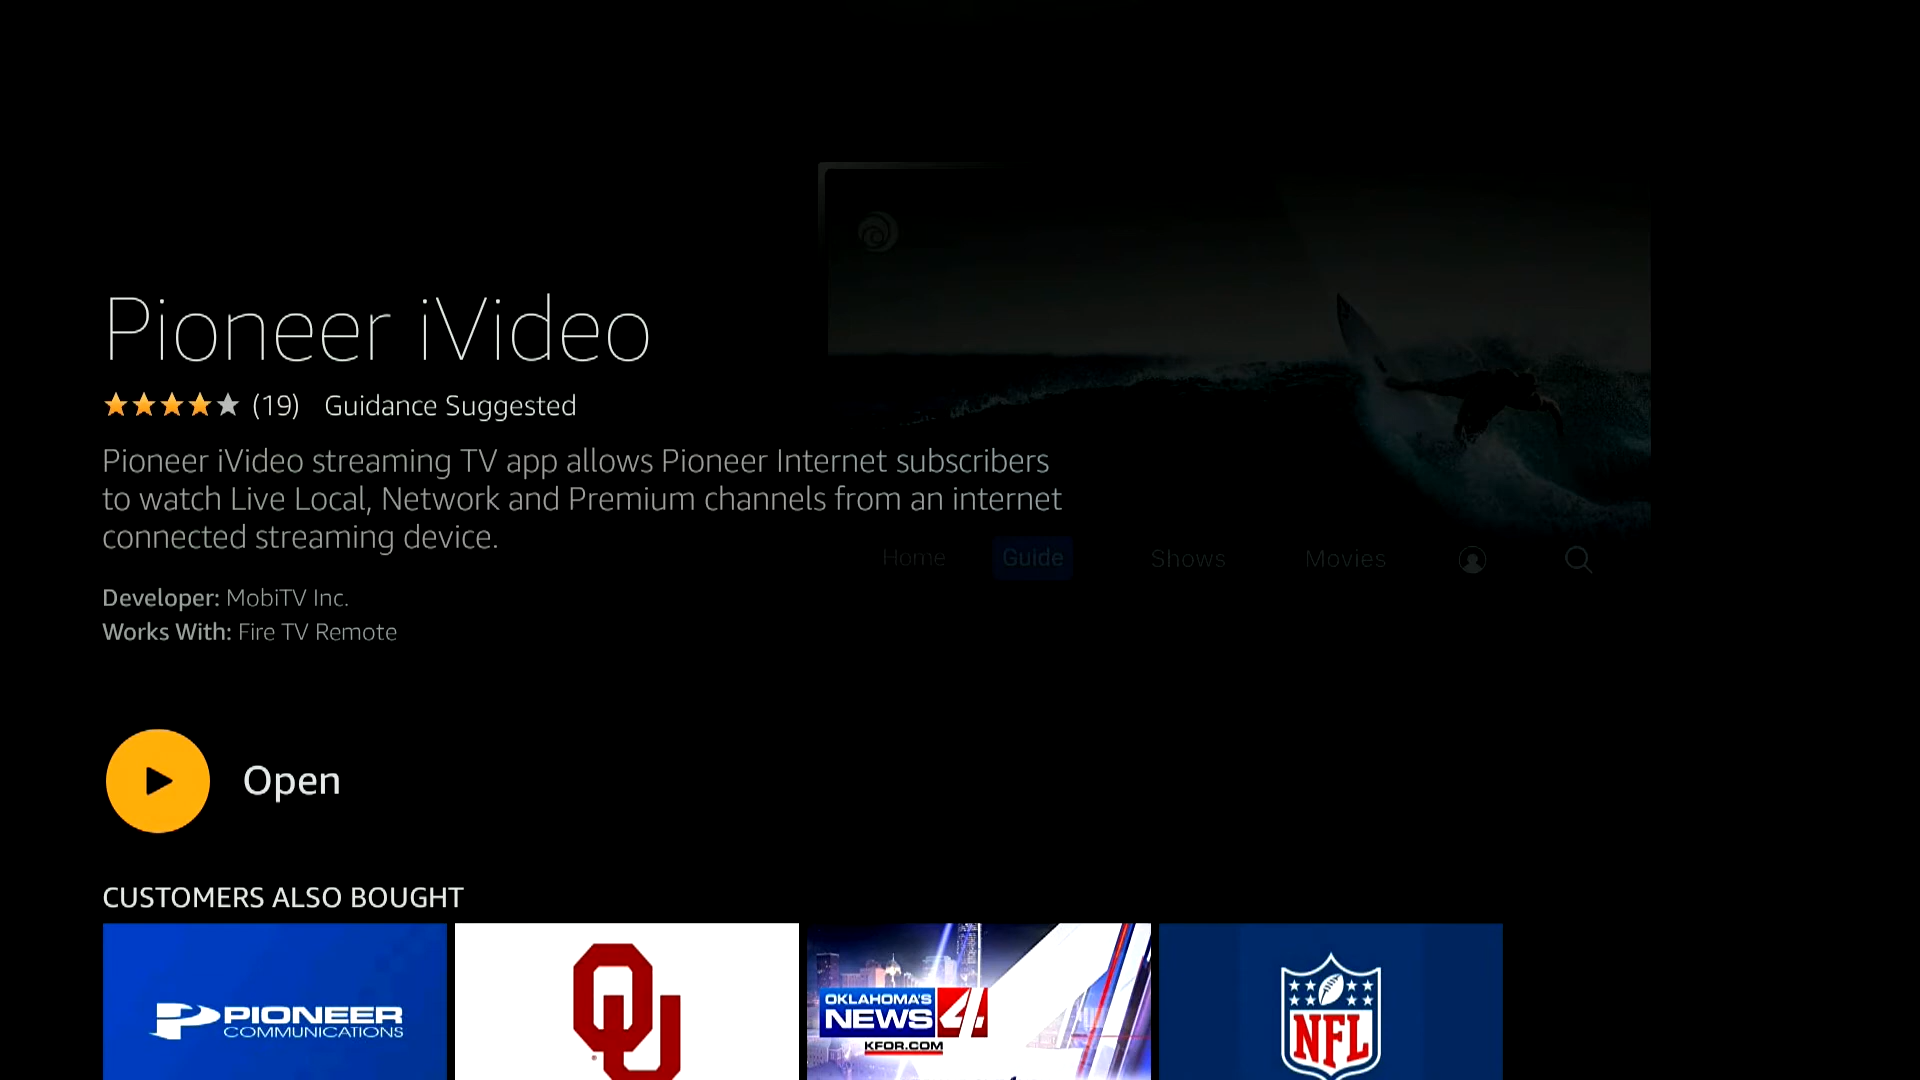 Pioneer iVideo
(19) Guidance Suggested
Pioneer iVideo streaming TV app allows Pioneer Internet subscribers
to watch Live Local, Network and Premium channels from an internet
connected streaming device.
Home Guide Shows Movies
Developer: MobiTV Inc.
Works With: Fire TV Remote
Open
CUSTOMERS ALSO BOUGHT
PIONEER
COMMUNICATIONS
OU
OKLAHOMA'S
NEWS 4
KFOR.COM
NFL